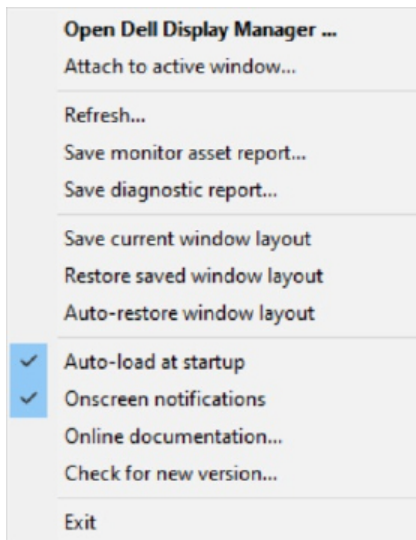 Open Dell Display Manager ...
Attach to active window...
Refresh...
Save monitor asset report...
Save diagnostic report...
Save current window layout
Restore saved window layout
Auto-restore window layout
Auto-load at startup
Onscreen notifications
Online documentation...
Check for new version...
Exit